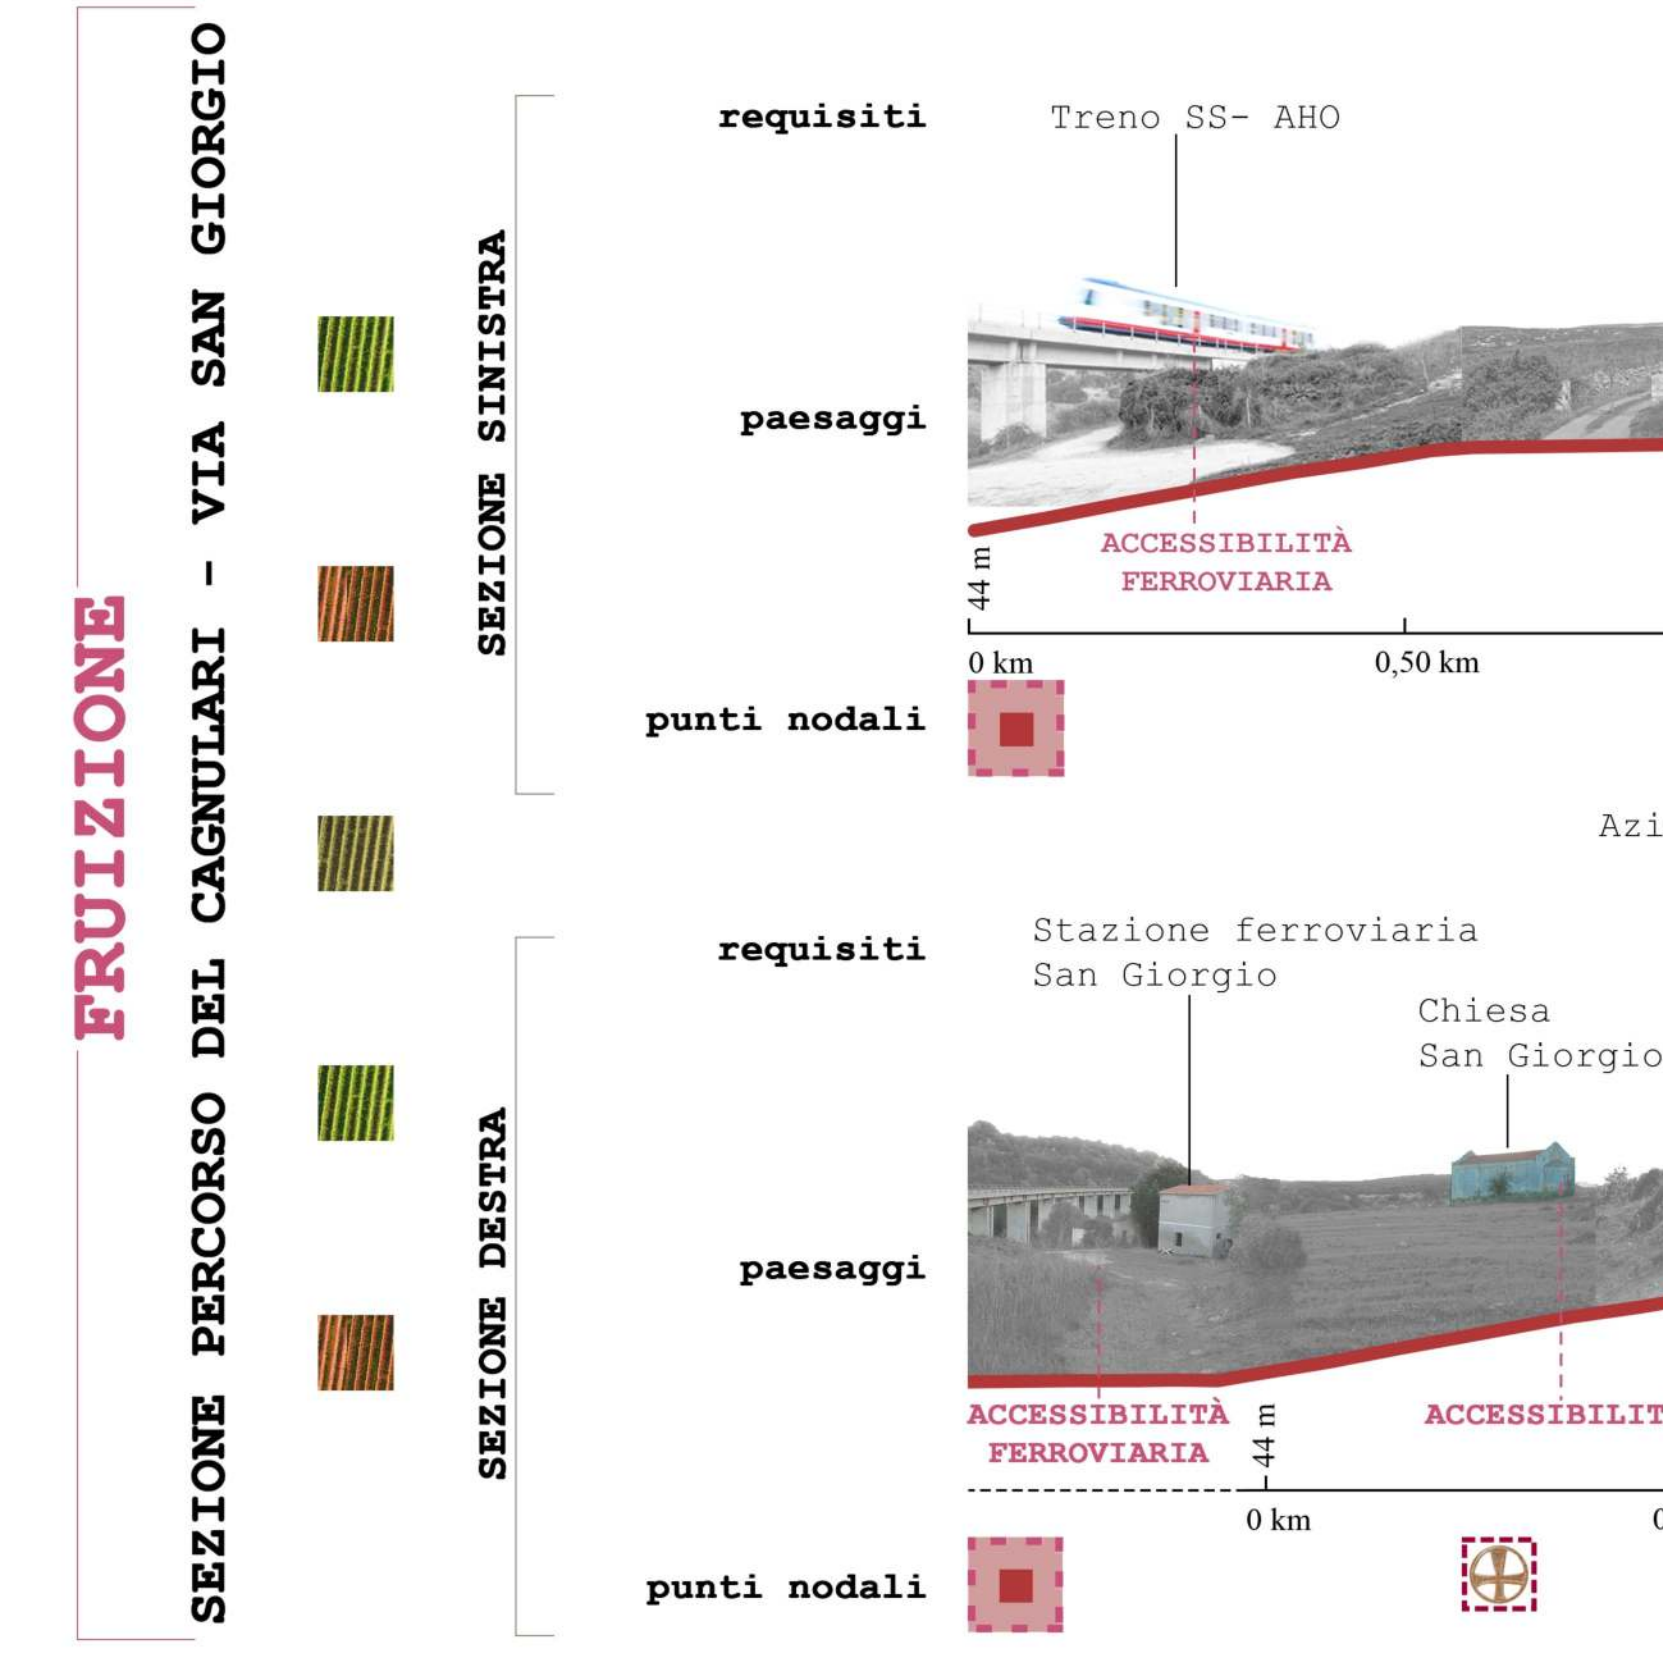 FRUIZIONE
SEZIONE PERCORSO DEL CAGNULARI - VIA SAN GIORGIO
SEZIONE SINISTRA
requisiti
Treno SS- AHO
paesaggi
ACCESSIBILITÀ
FERROVIARIA
44 m
0 km
0,50 km
punti nodali
Azi
SEZIONE DESTRA
requisiti
Stazione ferroviaria
San Giorgio
Chiesa
San Giorgio
paesaggi
ACCESSIBILITÀ
FERROVIARIA
44 m
ACCESSIBILIT
0 km
0
punti nodali